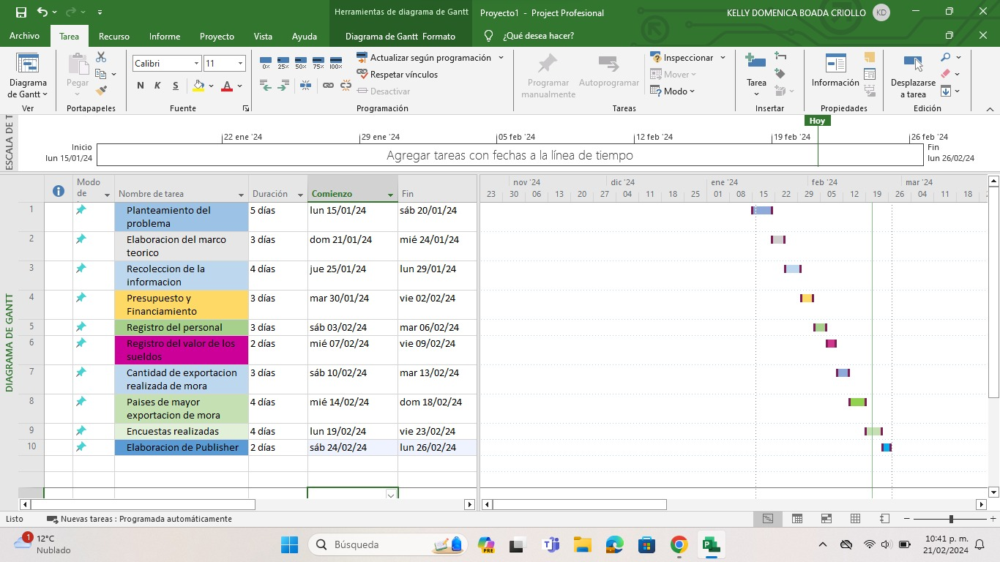 Herramientas de diagrama de Gantt Proyecto1 - Project Profesional KELLY DOMENICA BOADA CRIOLLO KD
Archivo Tarea Recurso Informe Proyecto Vista Ayuda Diagrama de Gantt Formato ¿Qué desea hacer?
Diagrama de Gantt
Ver
Pegar
Portapapeles
Calibri 11
N K S A
Fuente
0% 25% 50% 75% 100%
Actualizar según programación
Respetar vínculos
Desactivar
Programación
Programar manualmente
Autoprogramar
Inspeccionar
Mover
Modo
Tareas
Tarea
Insertar
Información
Propiedades
Desplazarse a tarea
Edición
ESCALA DE T
Hoy
22 ene '24 29 ene '24 05 feb '24 12 feb '24 19 feb '24 26 feb '24
Inicio
lun 15/01/24
Agregar tareas con fechas a la línea de tiempo
Fin
lun 26/02/24
DIAGRAMA DE GANTT
Modo de Nombre de tarea Duración Comienzo Fin
nov '24 dic '24 ene '24 feb '24 mar '24
23 30 06 13 20 27 04 11 18 25 01 08 15 22 29 05 12 19 26 04 11 18
1 Planteamiento del problema 5 días lun 15/01/24 sáb 20/01/24
2 Elaboracion del marco teorico 3 días dom 21/01/24 mié 24/01/24
3 Recoleccion de la informacion 4 días jue 25/01/24 lun 29/01/24
4 Presupuesto y Financiamiento 3 días mar 30/01/24 vie 02/02/24
5 Registro del personal 3 días sáb 03/02/24 mar 06/02/24
6 Registro del valor de los sueldos 2 días mié 07/02/24 vie 09/02/24
7 Cantidad de exportacion realizada de mora 3 días sáb 10/02/24 mar 13/02/24
8 Paises de mayor exportacion de mora 4 días mié 14/02/24 dom 18/02/24
9 Encuestas realizadas 4 días lun 19/02/24 vie 23/02/24
10 Elaboracion de Publisher 2 días sáb 24/02/24 lun 26/02/24
Listo Nuevas tareas : Programada automáticamente
1
12°C
Nublado
Búsqueda
PRE
10:41 p. m.
21/02/2024